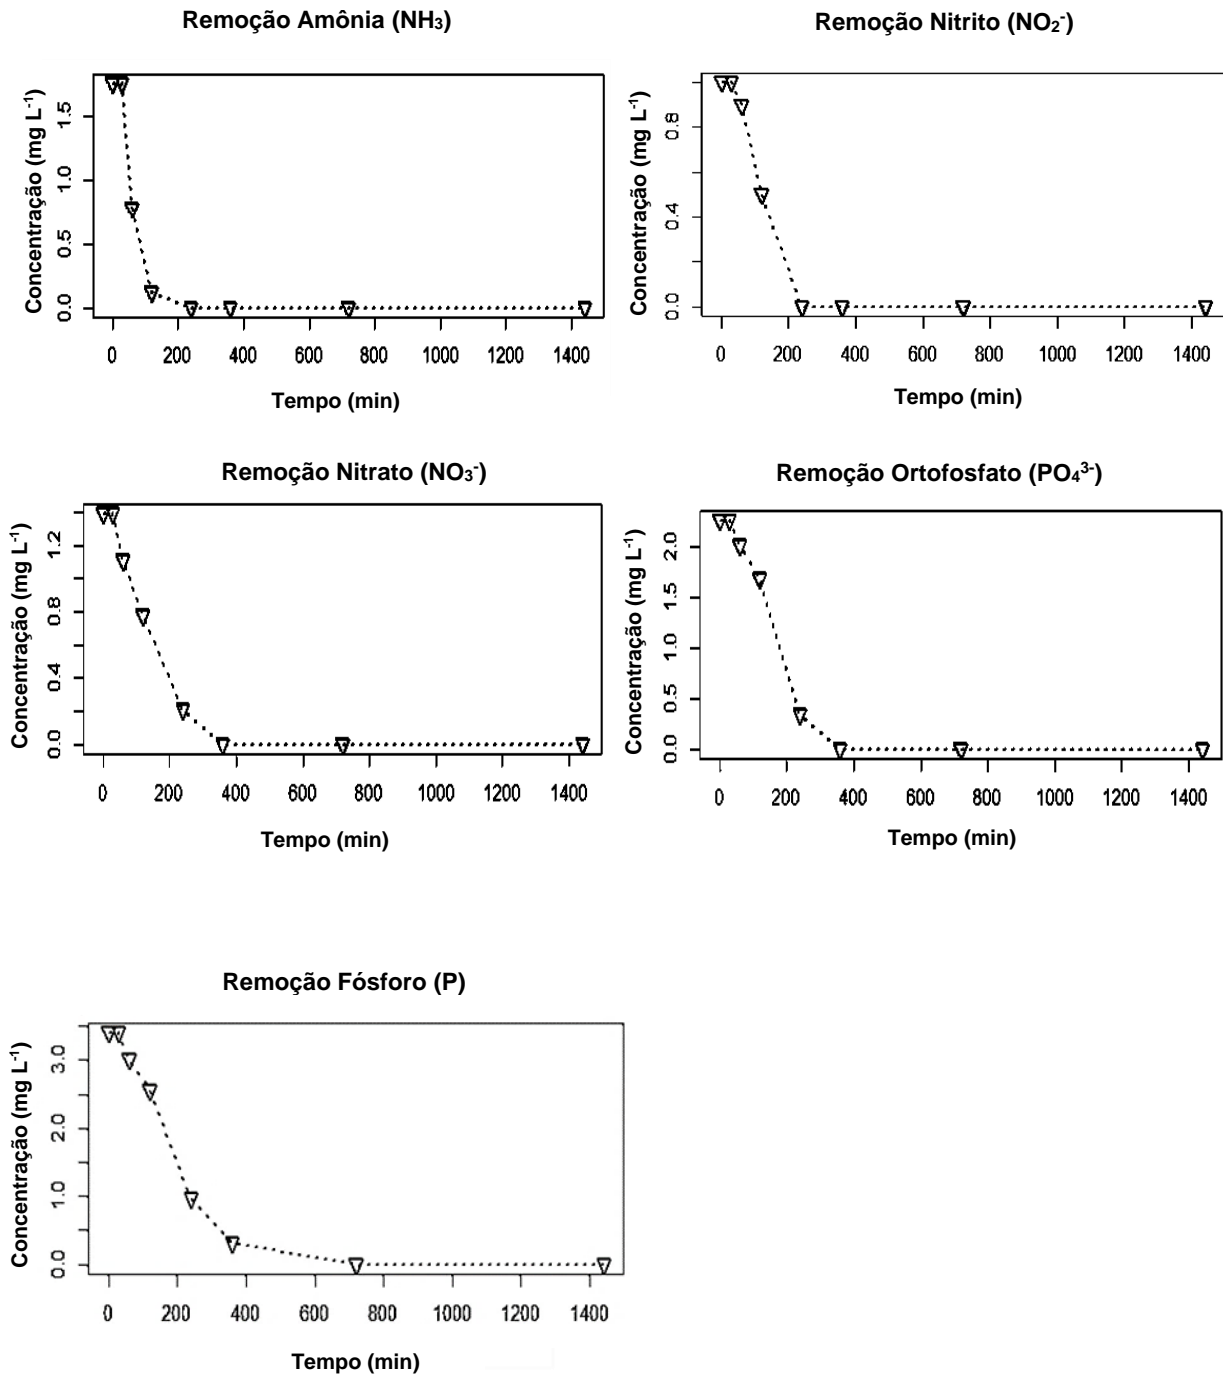 Remoção Amônia (NH₃)
Concentração (mg L⁻¹)
1.5
1.0
0.5
0.0
0 200 400 600 800 1000 1200 1400
Tempo (min)
Remoção Nitrito (NO₂⁻)
Concentração (mg L⁻¹)
0.8
0.4
0.0
0 200 400 600 800 1000 1200 1400
Tempo (min)
Remoção Nitrato (NO₃⁻)
Concentração (mg L⁻¹)
1.2
0.8
0.4
0.0
0 200 400 600 800 1000 1200 1400
Tempo (min)
Remoção Ortofosfato (PO₄³⁻)
Concentração (mg L⁻¹)
2.0
1.5
1.0
0.5
0.0
0 200 400 600 800 1000 1200 1400
Tempo (min)
Remoção Fósforo (P)
Concentração (mg L⁻¹)
3.0
2.0
1.0
0.0
0 200 400 600 800 1000 1200 1400
Tempo (min)